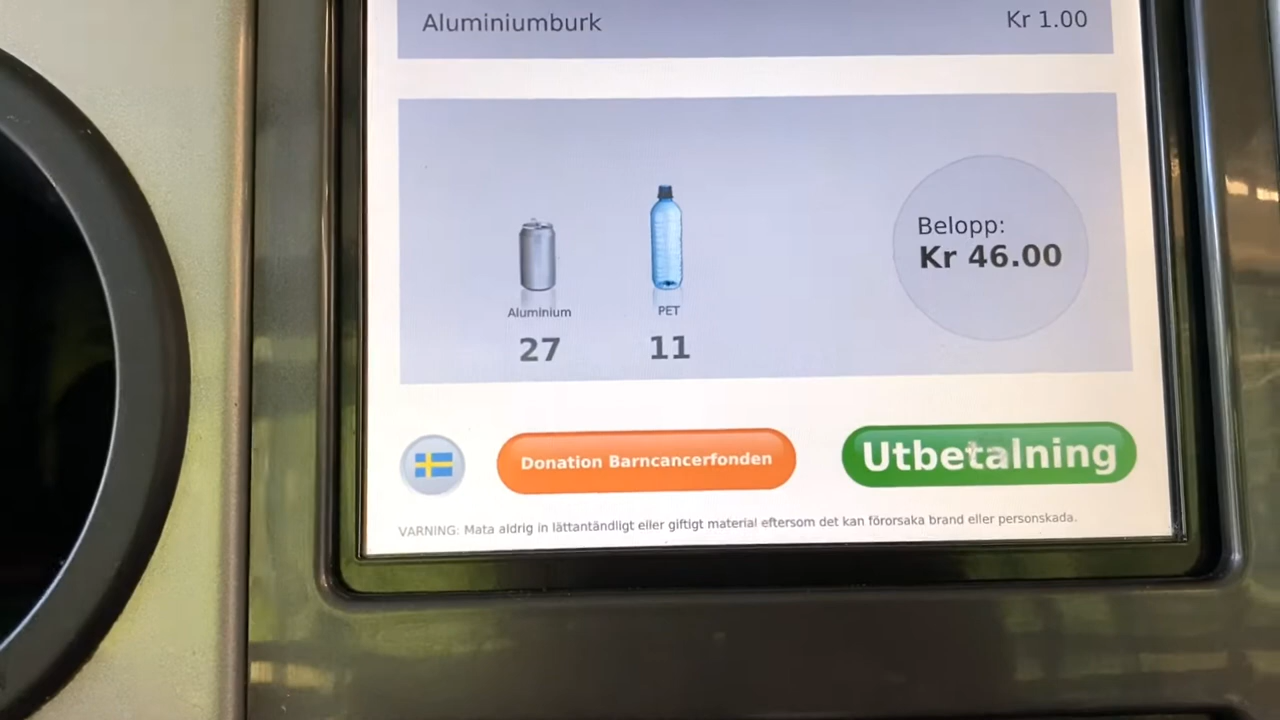 Aluminiumburk Kr 1.00
Belopp:
Kr 46.00
Aluminium PET
27 11
Donation Barncancerfonden Utbetalning
VARNING: Mata aldrig in lättantändligt eller giftigt material eftersom det kan förorsaka brand eller personskada.